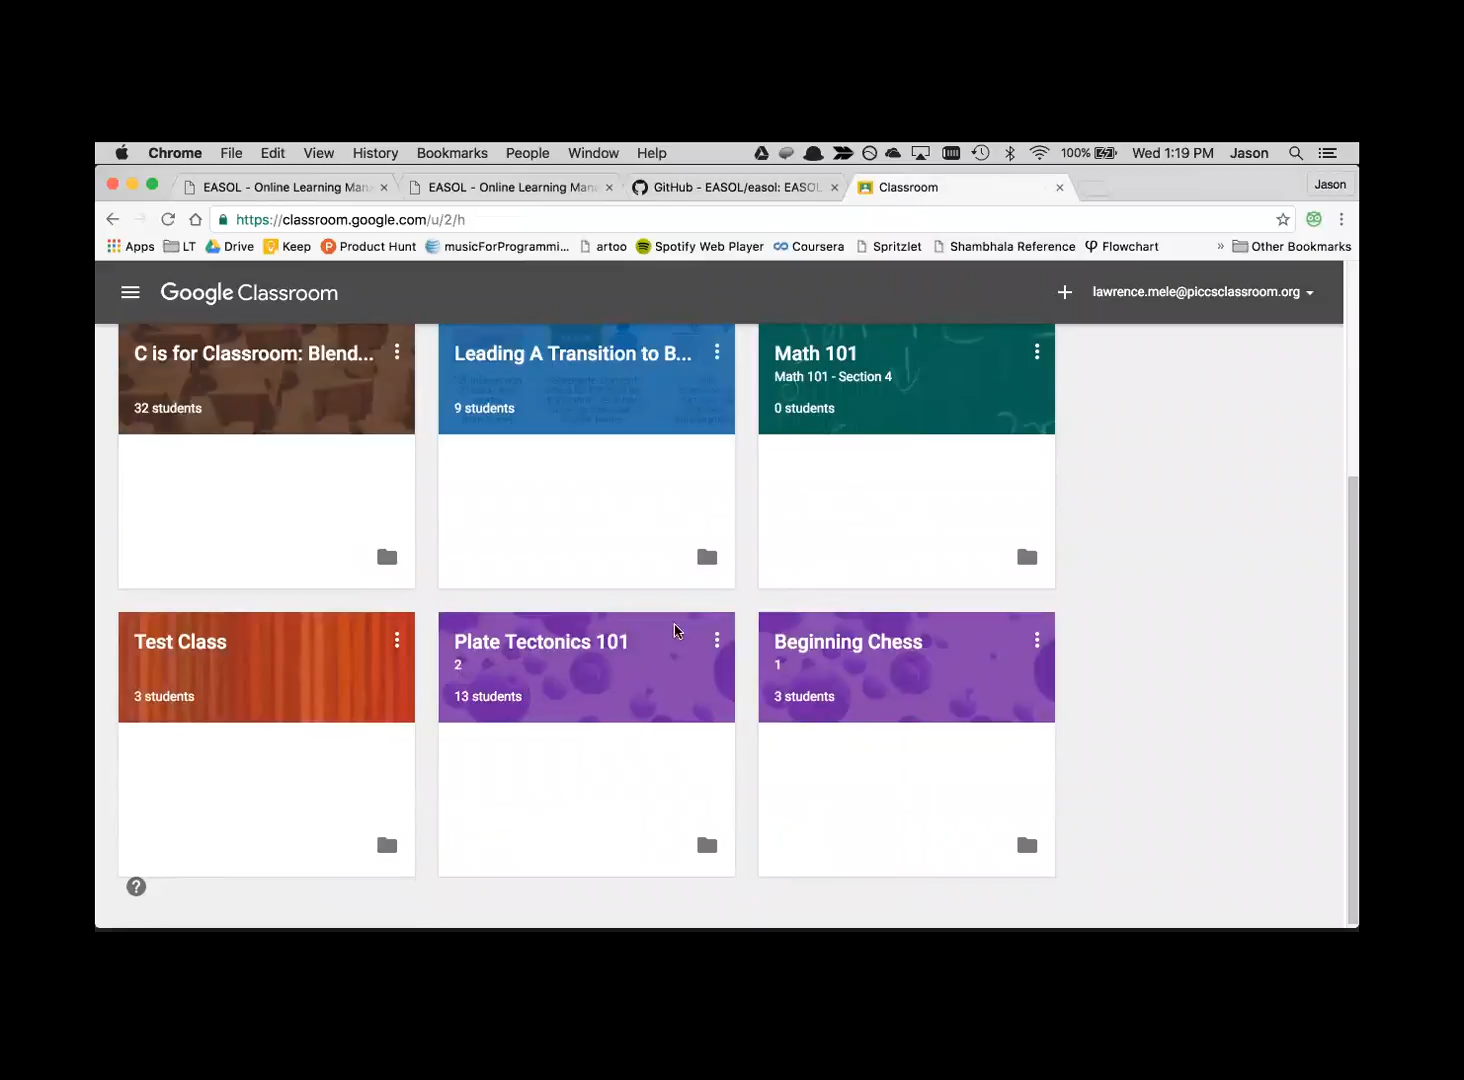 Chrome File Edit View History Bookmarks People Window Help 100% Wed 1:19 PM Jason
EASOL - Online Learning Man EASOL - Online Learning Man GitHub - EASOL/easol: EASOL Classroom Jason
https://classroom.google.com/u/2/h
Apps LT Drive Keep Product Hunt musicForProgrammi... artoo Spotify Web Player Coursera Spritzlet Shambhala Reference Flowchart » Other Bookmarks
Google Classroom lawrence.mele@piccsclassroom.org
C is for Classroom: Blend... Leading A Transition to B... Math 101
Math 101 - Section 4
32 students 9 students 0 students
Test Class Plate Tectonics 101 Beginning Chess
2 1
3 students 13 students 3 students
?